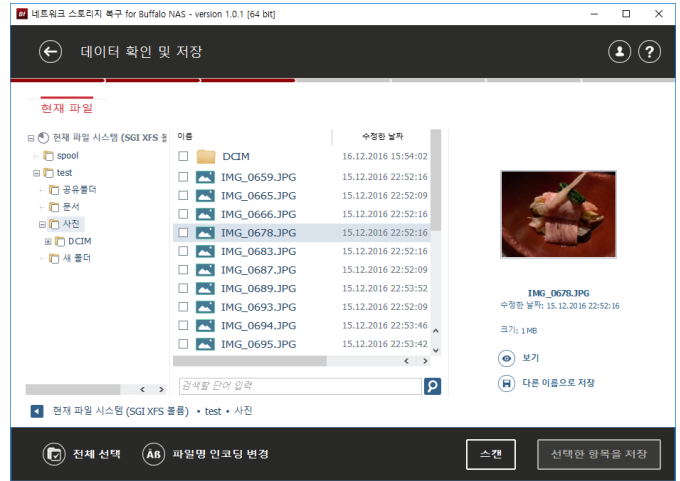 네트워크 스토리지 복구 for Buffalo NAS - version 1.0.1 [64 bit]
데이터 확인 및 저장
?
현재 파일
현재 파일 시스템 (SGI XFS 볼
spool
test
공유폴더
문서
사진
DCIM
새 폴더
이름 수정한 날짜
DCIM 16.12.2016 15:54:02
IMG_0659.JPG 15.12.2016 22:52:16
IMG_0665.JPG 15.12.2016 22:52:09
IMG_0666.JPG 15.12.2016 22:52:16
IMG_0678.JPG 15.12.2016 22:52:16
IMG_0683.JPG 15.12.2016 22:52:16
IMG_0687.JPG 15.12.2016 22:52:09
IMG_0689.JPG 15.12.2016 22:53:52
IMG_0693.JPG 15.12.2016 22:52:09
IMG_0694.JPG 15.12.2016 22:53:46
IMG_0695.JPG 15.12.2016 22:53:42
검색할 단어 입력
IMG_0678.JPG
수정한 날짜: 15.12.2016 22:52:16
크기: 1 MB
보기
다른 이름으로 저장
현재 파일 시스템 (SGI XFS 볼륨) • test • 사진
전체 선택
ÄB 파일명 인코딩 변경
스캔
선택한 항목을 저장